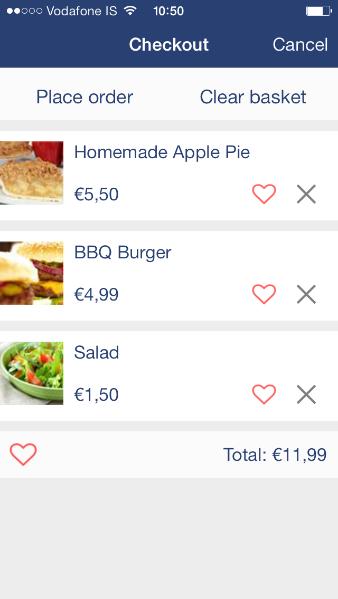 Vodafone IS 10:50
Checkout Cancel
Place order Clear basket
Homemade Apple Pie
€5,50
BBQ Burger
€4,99
Salad
€1,50
Total: €11,99